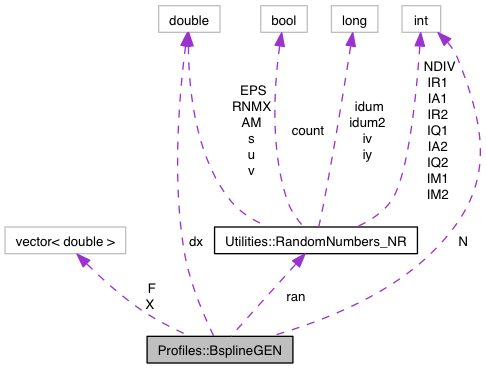 double
bool
long
int
EPS
RNMX
AM
s
u
v
count
idum
idum2
iv
iy
NDIV
IR1
IA1
IR2
IQ1
IA2
IQ2
IM1
IM2
vector< double >
dx
Utilities::RandomNumbers_NR
N
F
X
ran
Profiles::BsplineGEN